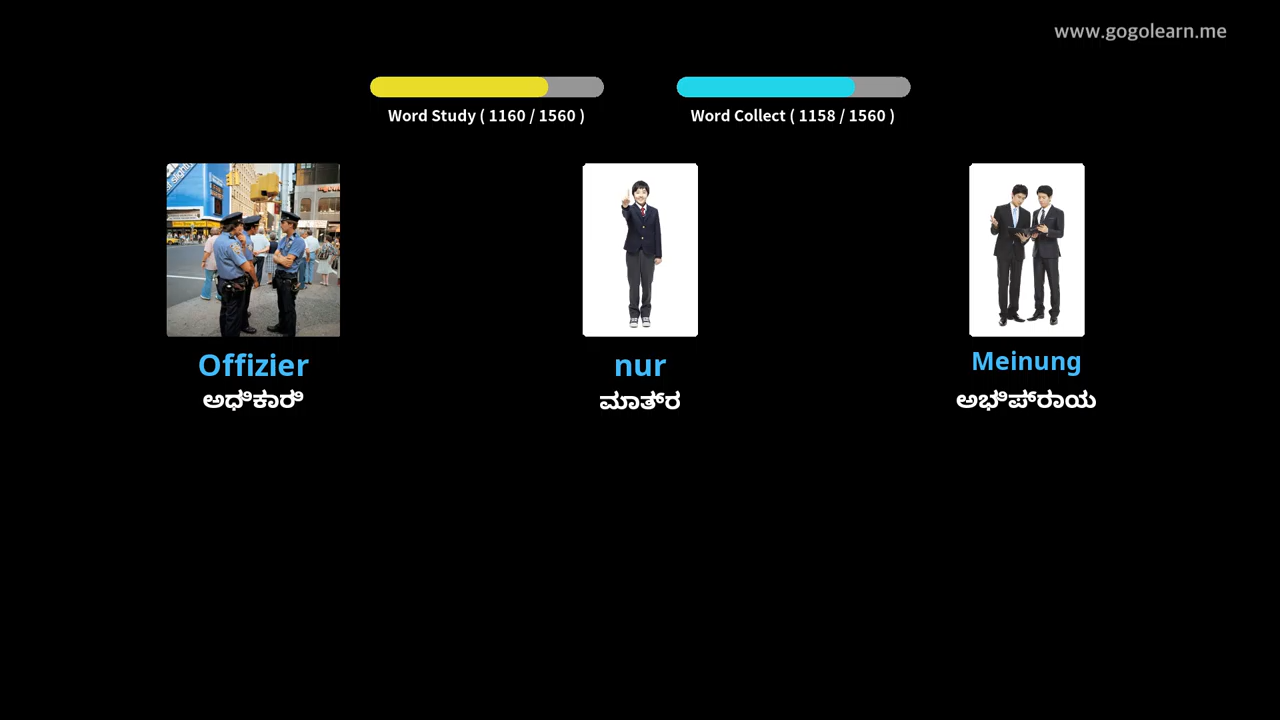 www.gogolearn.me
Word Study ( 1160 / 1560 )
Word Collect ( 1158 / 1560 )
Offizier
nur
Meinung
ಅಧಿಕಾರಿ
ಮಾತ್ರ
ಅಭಿಪ್ರಾಯ